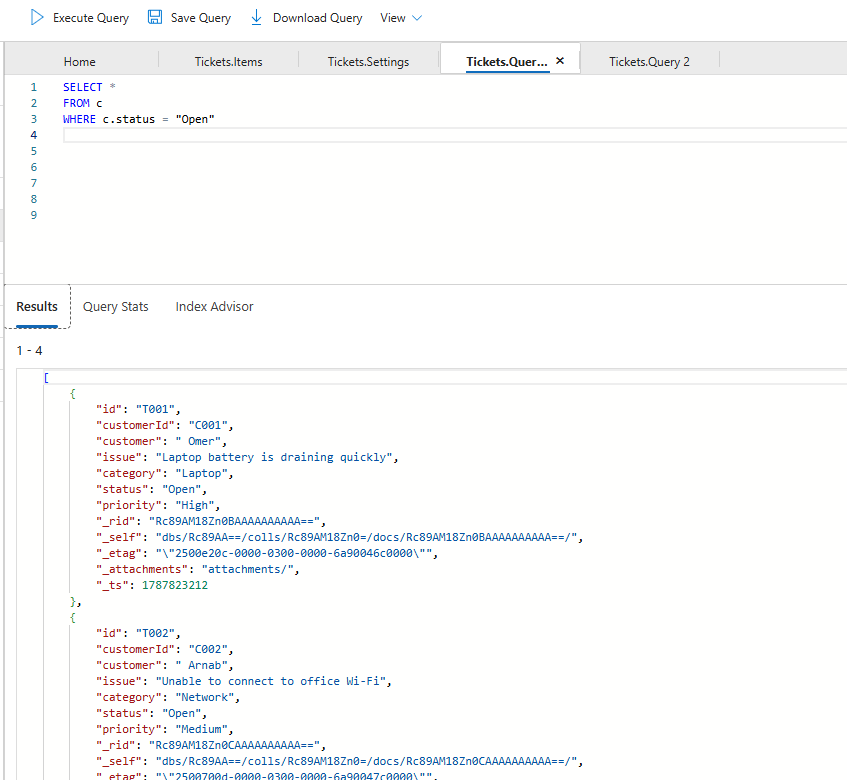 Execute Query Save Query Download Query View
Home Tickets.Items Tickets.Settings Tickets.Quer... × Tickets.Query 2
1 SELECT *
2 FROM c
3 WHERE c.status = "Open"
4
5
6
7
8
9
Results Query Stats Index Advisor
1 - 4
[
{
"id": "T001",
"customerId": "C001",
"customer": " Omer",
"issue": "Laptop battery is draining quickly",
"category": "Laptop",
"status": "Open",
"priority": "High",
"_rid": "Rc89AM18Zn0BAAAAAAAAAA==",
"_self": "dbs/Rc89AA==/colls/Rc89AM18Zn0=/docs/Rc89AM18Zn0BAAAAAAAAAA==/",
"_etag": "\"2500e20c-0000-0300-0000-6a90046c0000\"",
"_attachments": "attachments/",
"_ts": 1787823212
},
{
"id": "T002",
"customerId": "C002",
"customer": " Arnab",
"issue": "Unable to connect to office Wi-Fi",
"category": "Network",
"status": "Open",
"priority": "Medium",
"_rid": "Rc89AM18Zn0CAAAAAAAAAA==",
"_self": "dbs/Rc89AA==/colls/Rc89AM18Zn0=/docs/Rc89AM18Zn0CAAAAAAAAAA==/",
"_etag": "\"2500700d-0000-0300-0000-6a90047c0000\"",